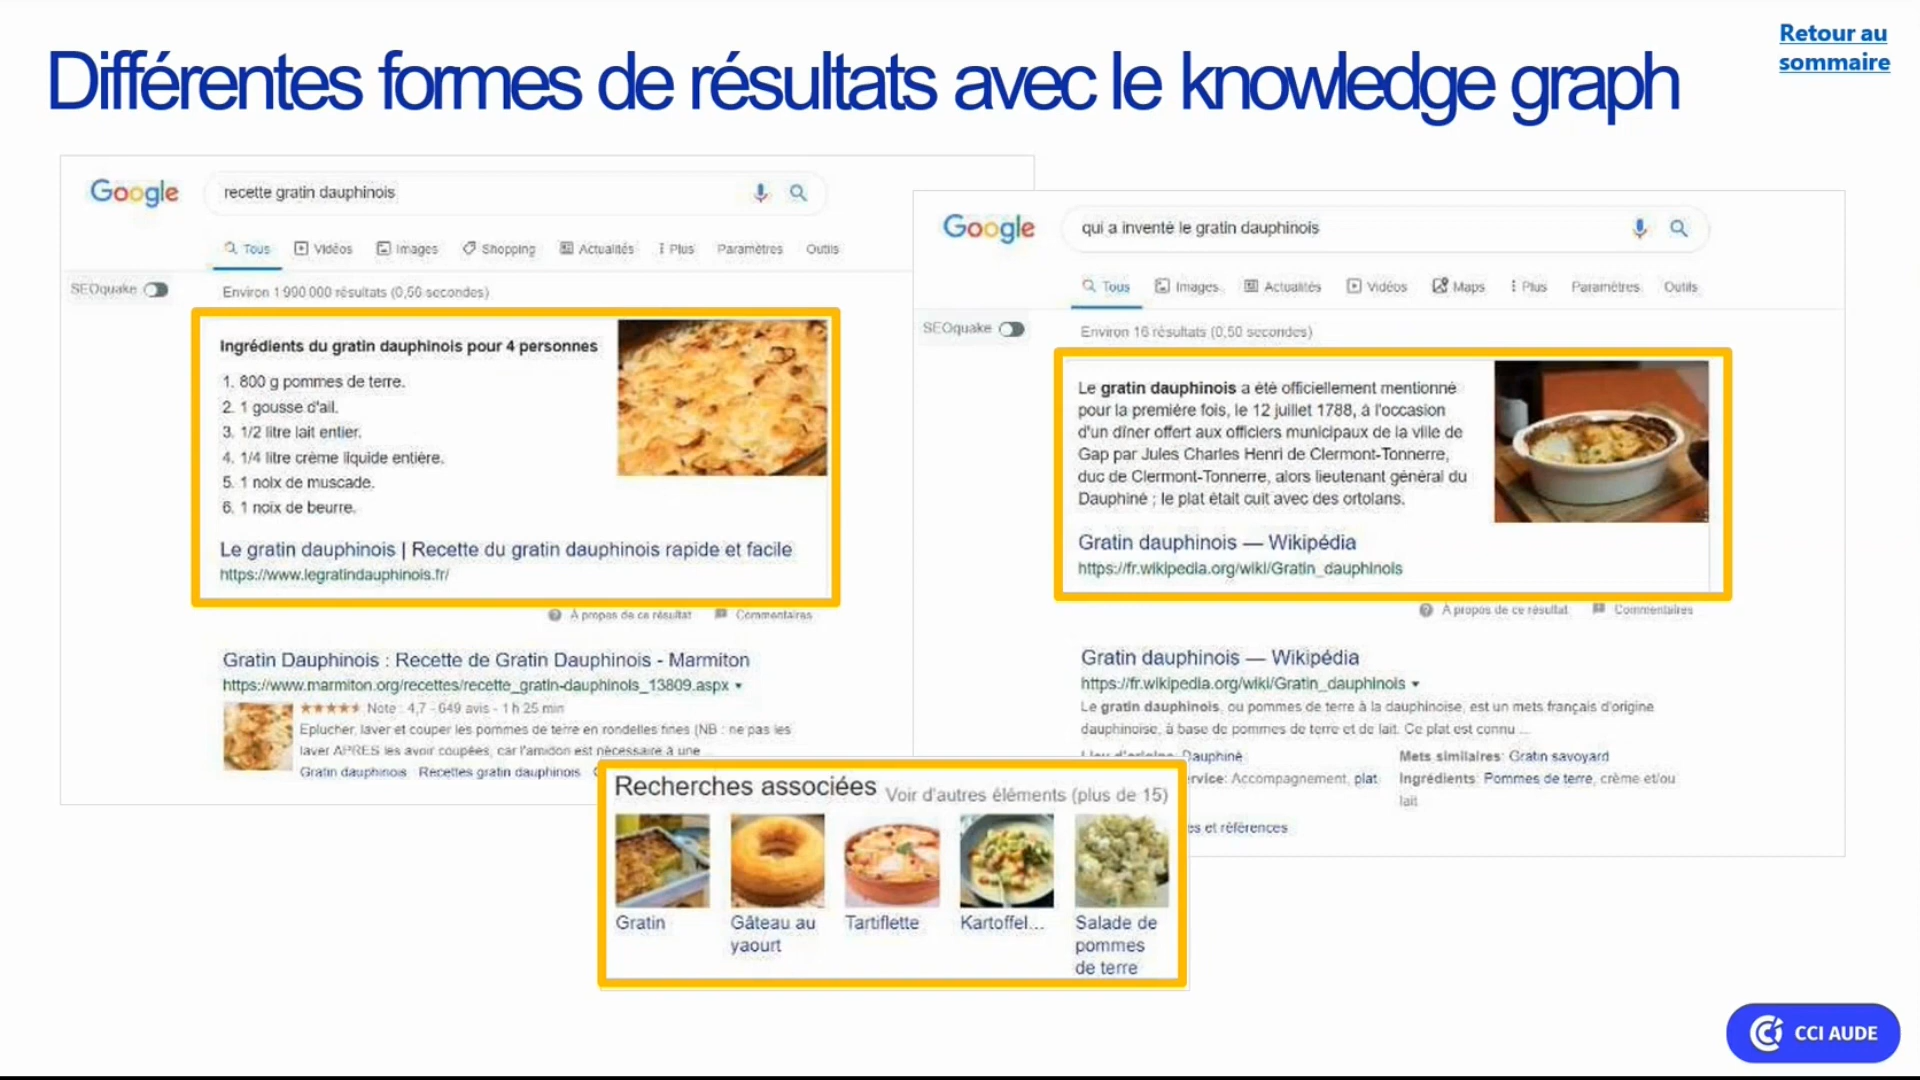 Retour au
sommaire
Différentes formes de résultats avec le knowledge graph
Google
recette gratin dauphinois
Tous
Vidéos
Images
Shopping
Actualités
Plus
Paramètres
Outils
SEOquake
Environ 1 990 000 résultats (0,50 secondes)
Ingrédients du gratin dauphinois pour 4 personnes
1. 800 g pommes de terre.
2. 1 gousse d'ail.
3. 1/2 litre lait entier.
4. 1/4 litre crème liquide entière.
5. 1 noix de muscade.
6. 1 noix de beurre.
Le gratin dauphinois | Recette du gratin dauphinois rapide et facile
https://www.legratindauphinois.fr/
À propos de ce résultat
Commentaires
Gratin Dauphinois : Recette de Gratin Dauphinois - Marmiton
https://www.marmiton.org/recettes/recette_gratin-dauphinois_13809.aspx
Note : 4,7 - 649 avis - 1 h 25 min
Eplucher, laver et couper les pommes de terre en rondelles fines (NB : ne pas les
laver APRES les avoir coupées, car l'amidon est nécessaire à une ...
Gratin dauphinois
Recettes gratin dauphinois
Google
qui a inventé le gratin dauphinois
Tous
Images
Actualités
Vidéos
Maps
Plus
Paramètres
Outils
SEOquake
Environ 16 résultats (0,50 secondes)
Le gratin dauphinois a été officiellement mentionné
pour la première fois, le 12 juillet 1788, à l'occasion
d'un dîner offert aux officiers municipaux de la ville de
Gap par Jules Charles Henri de Clermont-Tonnerre,
duc de Clermont-Tonnerre, alors lieutenant général du
Dauphiné ; le plat était cuit avec des ortolans.
Gratin dauphinois — Wikipédia
https://fr.wikipedia.org/wiki/Gratin_dauphinois
À propos de ce résultat
Commentaires
Gratin dauphinois — Wikipédia
https://fr.wikipedia.org/wiki/Gratin_dauphinois
Le gratin dauphinois, ou pommes de terre à la dauphinoise, est un mets français d'origine
dauphinoise, à base de pommes de terre et de lait. Ce plat est connu ...
Dauphiné
Mets similaires: Gratin savoyard
rvice: Accompagnement, plat
Ingrédients: Pommes de terre, crème et/ou
lait
es et références
Recherches associées
Voir d'autres éléments (plus de 15)
Gratin
Gâteau au
yaourt
Tartiflette
Kartoffel...
Salade de
pommes
de terre
CCI AUDE